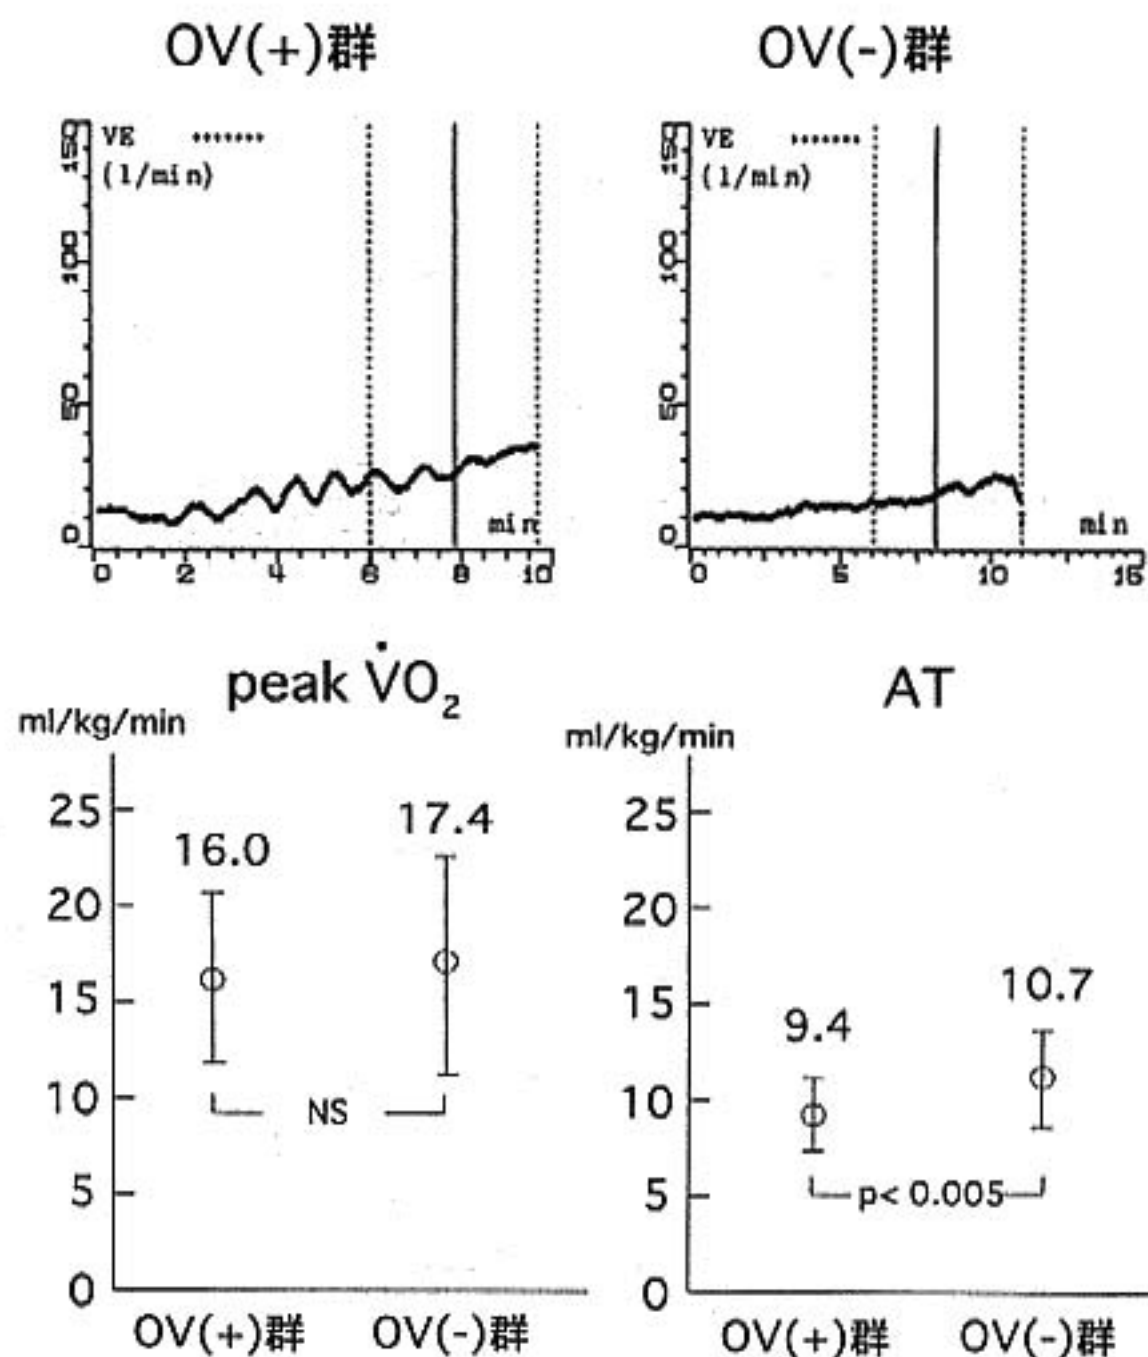 OV(+)群
OV(-)群
VE
(l/min)
150
100
50
0
min
0 2 4 6 8 10
VE
(l/min)
150
100
50
0
min
0 5 10 15
peak V̇O₂
ml/kg/min
25
20
15
10
5
0
16.0
17.4
NS
OV(+)群 OV(-)群
AT
ml/kg/min
25
20
15
10
5
0
9.4
10.7
p< 0.005
OV(+)群 OV(-)群